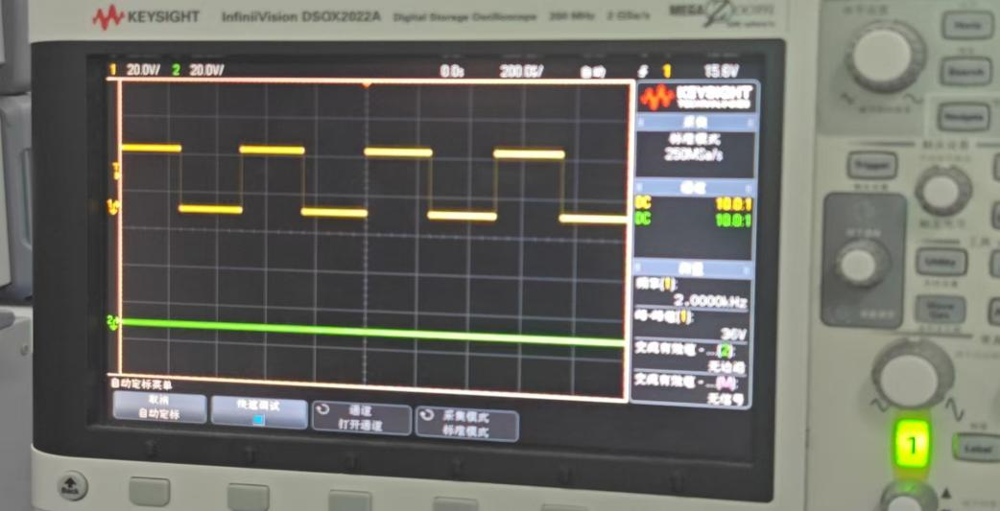 KEYSIGHT InfiniiVision DSOX2022A Digital Storage Oscilloscope 200 MHz 2 GSa/s MEGA Zoom
1 20.0V/ 2 20.0V/ 0.0s 200.0s/ 自动 1 15.6V
KEYSIGHT
TECHNOLOGIES
采集
标准模式
250MSa/s
通道
DC 10.0:1
DC 10.0:1
测量
频率(1):
2.0000kHz
峰-峰值(1):
36V
交流有效值 - ...(2):
无边沿
交流有效值 - ...(M):
无信号
自动定标菜单
取消
自动定标
快速调试
通道
打开通道
采集模式
标准模式
Back
Search
Navigate
Trigger
Utility
Wave
Gen
1
Label